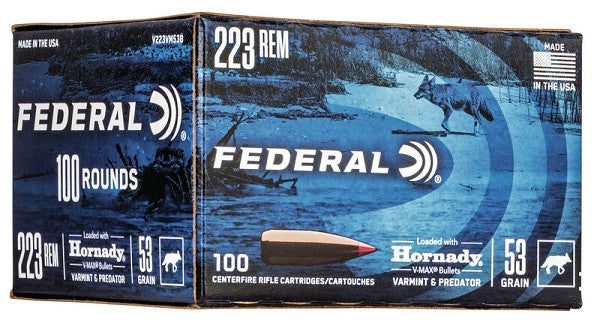 MADE IN THE USA
V223VM53B
FEDERAL®
100 ROUNDS
223 REM
Loaded with
Hornady®
V-MAX® Bullets
VARMINT & PREDATOR
53
GRAIN
223 REM
MADE
IN THE USA
FEDERAL®
100
CENTERFIRE RIFLE CARTRIDGES/CARTOUCHES
Loaded with
Hornady®
V-MAX® Bullets
VARMINT & PREDATOR
53
GRAIN